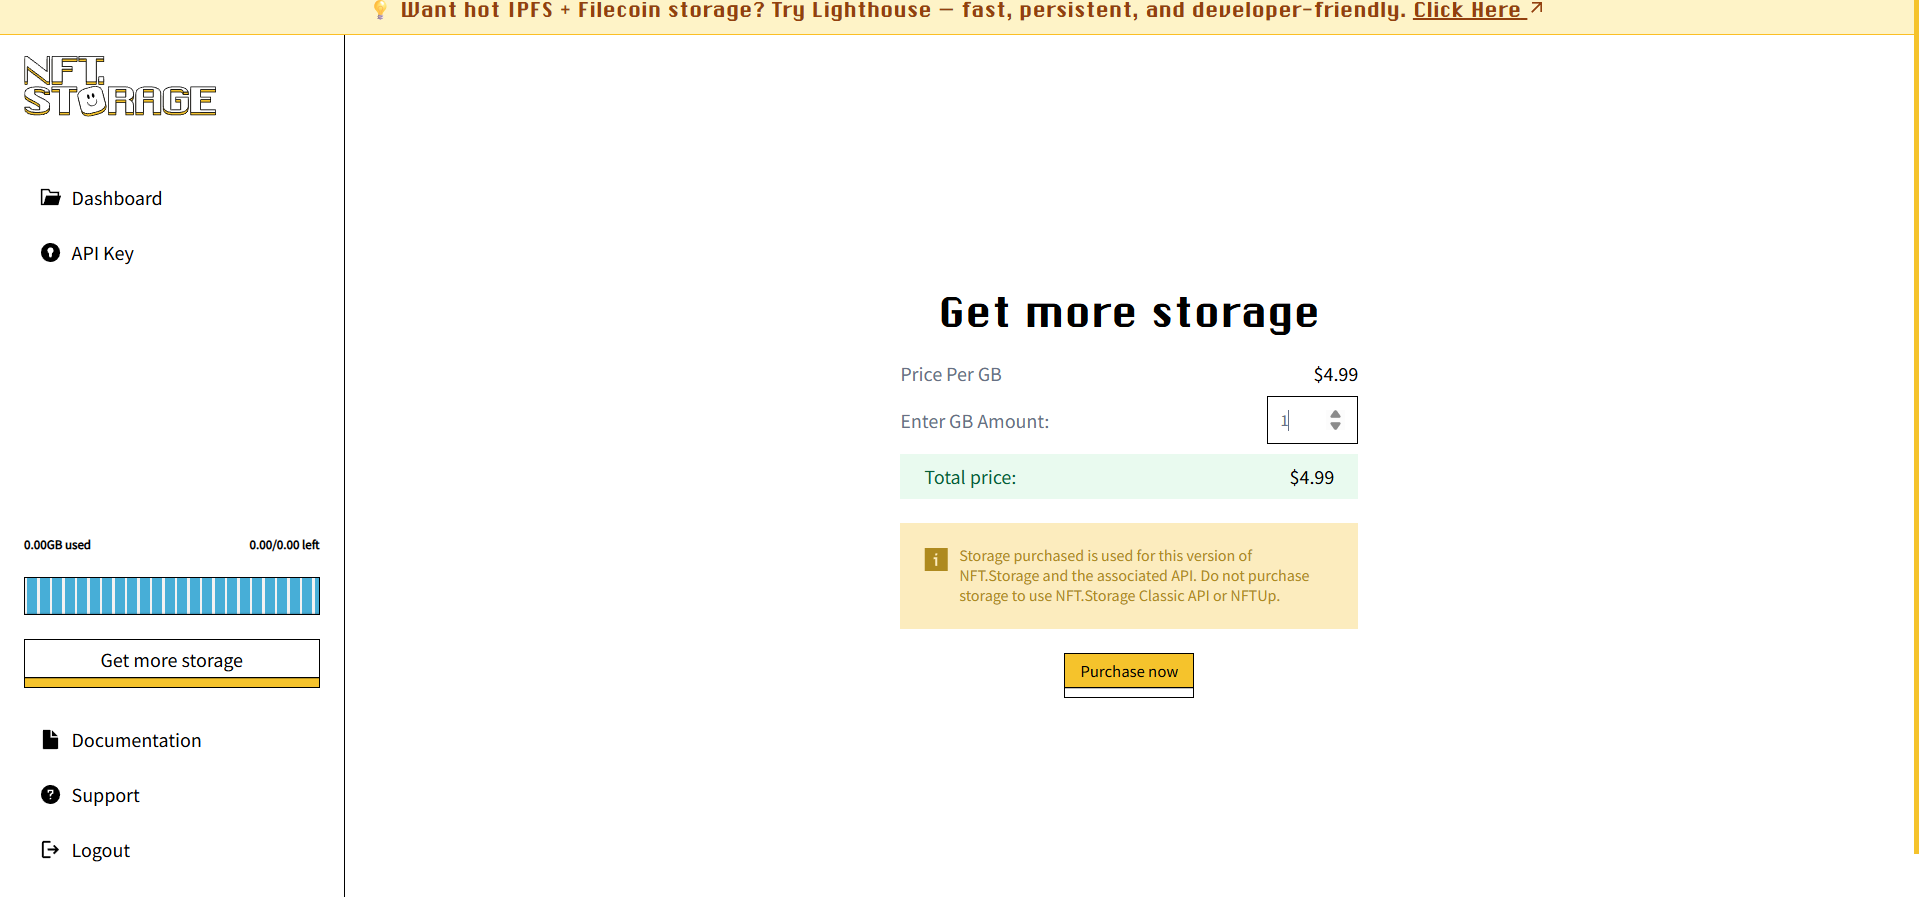 Want hot IPFS + Filecoin storage? Try Lighthouse – fast, persistent, and developer-friendly. Click Here
NFT.
STORAGE
Dashboard
API Key
0.00GB used 0.00/0.00 left
Get more storage
Documentation
Support
Logout
Get more storage
Price Per GB $4.99
Enter GB Amount: 1
Total price: $4.99
Storage purchased is used for this version of
NFT.Storage and the associated API. Do not purchase
storage to use NFT.Storage Classic API or NFTUp.
Purchase now